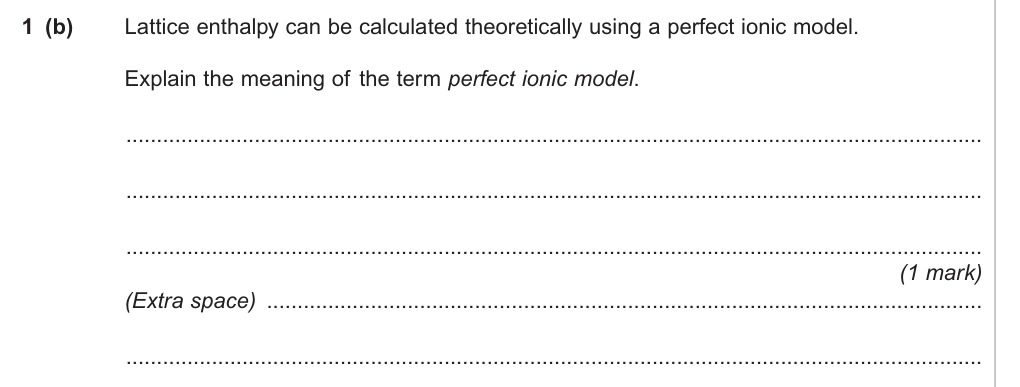 1 (b) Lattice enthalpy can be calculated theoretically using a perfect ionic model.
Explain the meaning of the term perfect ionic model.
(1 mark)
(Extra space)